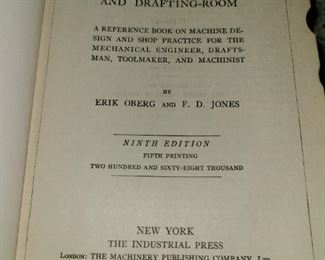 AND DRAFTING-ROOM
A REFERENCE BOOK ON MACHINE DE-
SIGN AND SHOP PRACTICE FOR THE
MECHANICAL ENGINEER, DRAFTS-
MAN, TOOLMAKER, AND MACHINIST
BY
ERIK OBERG AND F. D. JONES
NINTH EDITION
FIFTH PRINTING
TWO HUNDRED AND SIXTY-EIGHT THOUSAND
NEW YORK
THE INDUSTRIAL PRESS
LONDON: THE MACHINERY PUBLISHING COMPANY, LTD